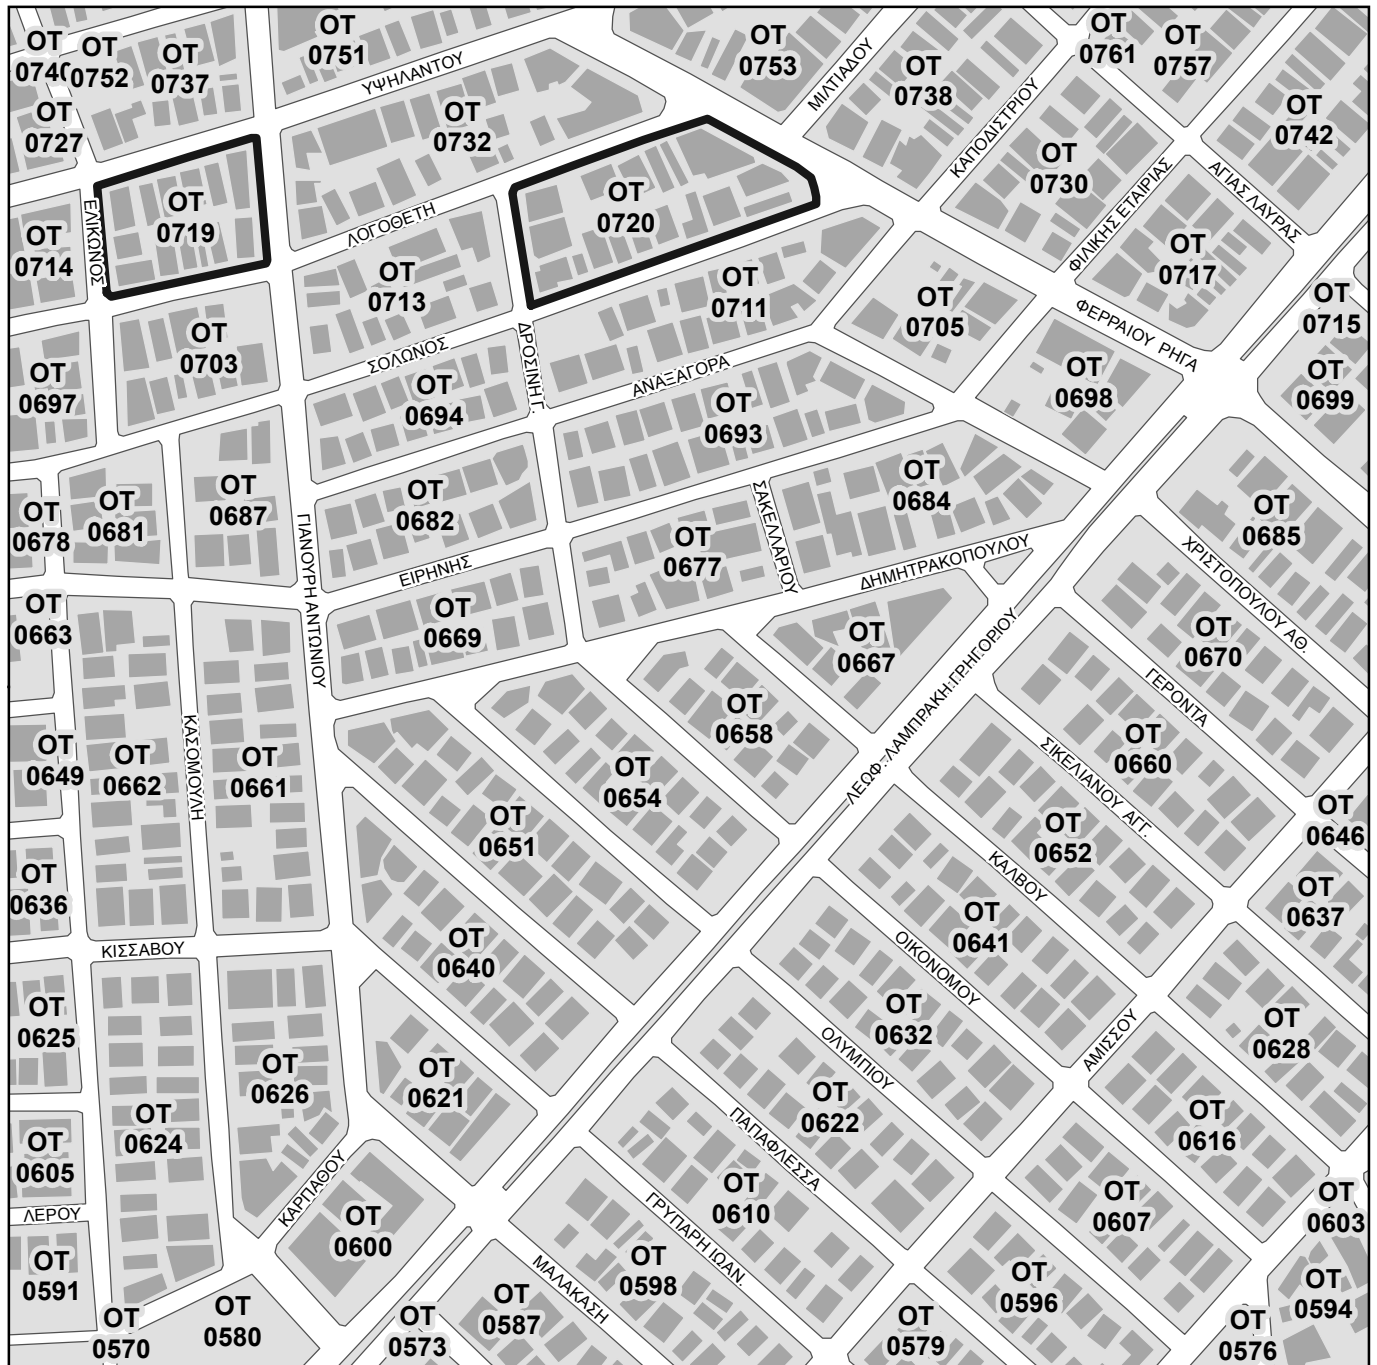 ΟΤ
0740
ΟΤ
0752
ΟΤ
0737
ΟΤ
0751
ΥΨΗΛΑΝΤΟΥ
ΟΤ
0753
ΜΙΛΤΙΑΔΟΥ
ΟΤ
0738
ΟΤ
0761
ΟΤ
0757
ΟΤ
0742
ΟΤ
0727
ΟΤ
0732
ΚΑΠΟΔΙΣΤΡΙΟΥ
ΟΤ
0730
ΑΓΙΑΣ ΛΑΥΡΑΣ
ΟΤ
0714
ΕΛΙΚΩΝΟΣ
ΟΤ
0719
ΛΟΓΟΘΕΤΗ
ΟΤ
0720
ΦΙΛΙΚΗΣ ΕΤΑΙΡΙΑΣ
ΟΤ
0717
ΟΤ
0713
ΟΤ
0711
ΟΤ
0705
ΟΤ
0715
ΦΕΡΡΑΙΟΥ ΡΗΓΑ
ΟΤ
0703
ΣΟΛΩΝΟΣ
ΔΡΟΣΙΝΗ Γ.
ΑΝΑΞΑΓΟΡΑ
ΟΤ
0697
ΟΤ
0694
ΟΤ
0693
ΟΤ
0698
ΟΤ
0699
ΟΤ
0678
ΟΤ
0681
ΟΤ
0687
ΟΤ
0682
ΣΑΚΕΛΛΑΡΙΟΥ
ΟΤ
0684
ΟΤ
0685
ΓΙΑΝΟΥΡΗ ΑΝΤΩΝΙΟΥ
ΕΙΡΗΝΗΣ
ΟΤ
0677
ΔΗΜΗΤΡΑΚΟΠΟΥΛΟΥ
ΧΡΙΣΤΟΠΟΥΛΟΥ ΑΘ.
ΟΤ
0663
ΟΤ
0669
ΟΤ
0667
ΛΕΩΦ. ΛΑΜΠΡΑΚΗ ΓΡΗΓΟΡΙΟΥ
ΟΤ
0670
ΓΕΡΟΝΤΑ
ΟΤ
0649
ΟΤ
0662
ΚΑΣΟΜΟΥΛΗ
ΟΤ
0661
ΟΤ
0658
ΟΤ
0660
ΣΙΚΕΛΙΑΝΟΥ ΑΓΓ.
ΟΤ
0654
ΟΤ
0651
ΟΤ
0652
ΟΤ
0646
ΟΤ
0636
ΚΑΛΒΟΥ
ΟΤ
0637
ΚΙΣΣΑΒΟΥ
ΟΤ
0640
ΟΤ
0641
ΟΙΚΟΝΟΜΟΥ
ΟΤ
0625
ΟΤ
0632
ΑΜΙΣΣΟΥ
ΟΤ
0628
ΟΛΥΜΠΙΟΥ
ΟΤ
0626
ΟΤ
0621
ΟΤ
0622
ΟΤ
0624
ΟΤ
0616
ΠΑΠΑΦΛΕΣΣΑ
ΟΤ
0605
ΚΑΡΠΑΘΟΥ
ΟΤ
0610
ΟΤ
0607
ΟΤ
0603
ΛΕΡΟΥ
ΟΤ
0600
ΓΡΥΠΑΡΗ ΙΩΑΝ.
ΟΤ
0591
ΟΤ
0598
ΟΤ
0596
ΟΤ
0594
ΜΑΛΑΚΑΣΗ
ΟΤ
0570
ΟΤ
0580
ΟΤ
0573
ΟΤ
0587
ΟΤ
0579
ΟΤ
0576